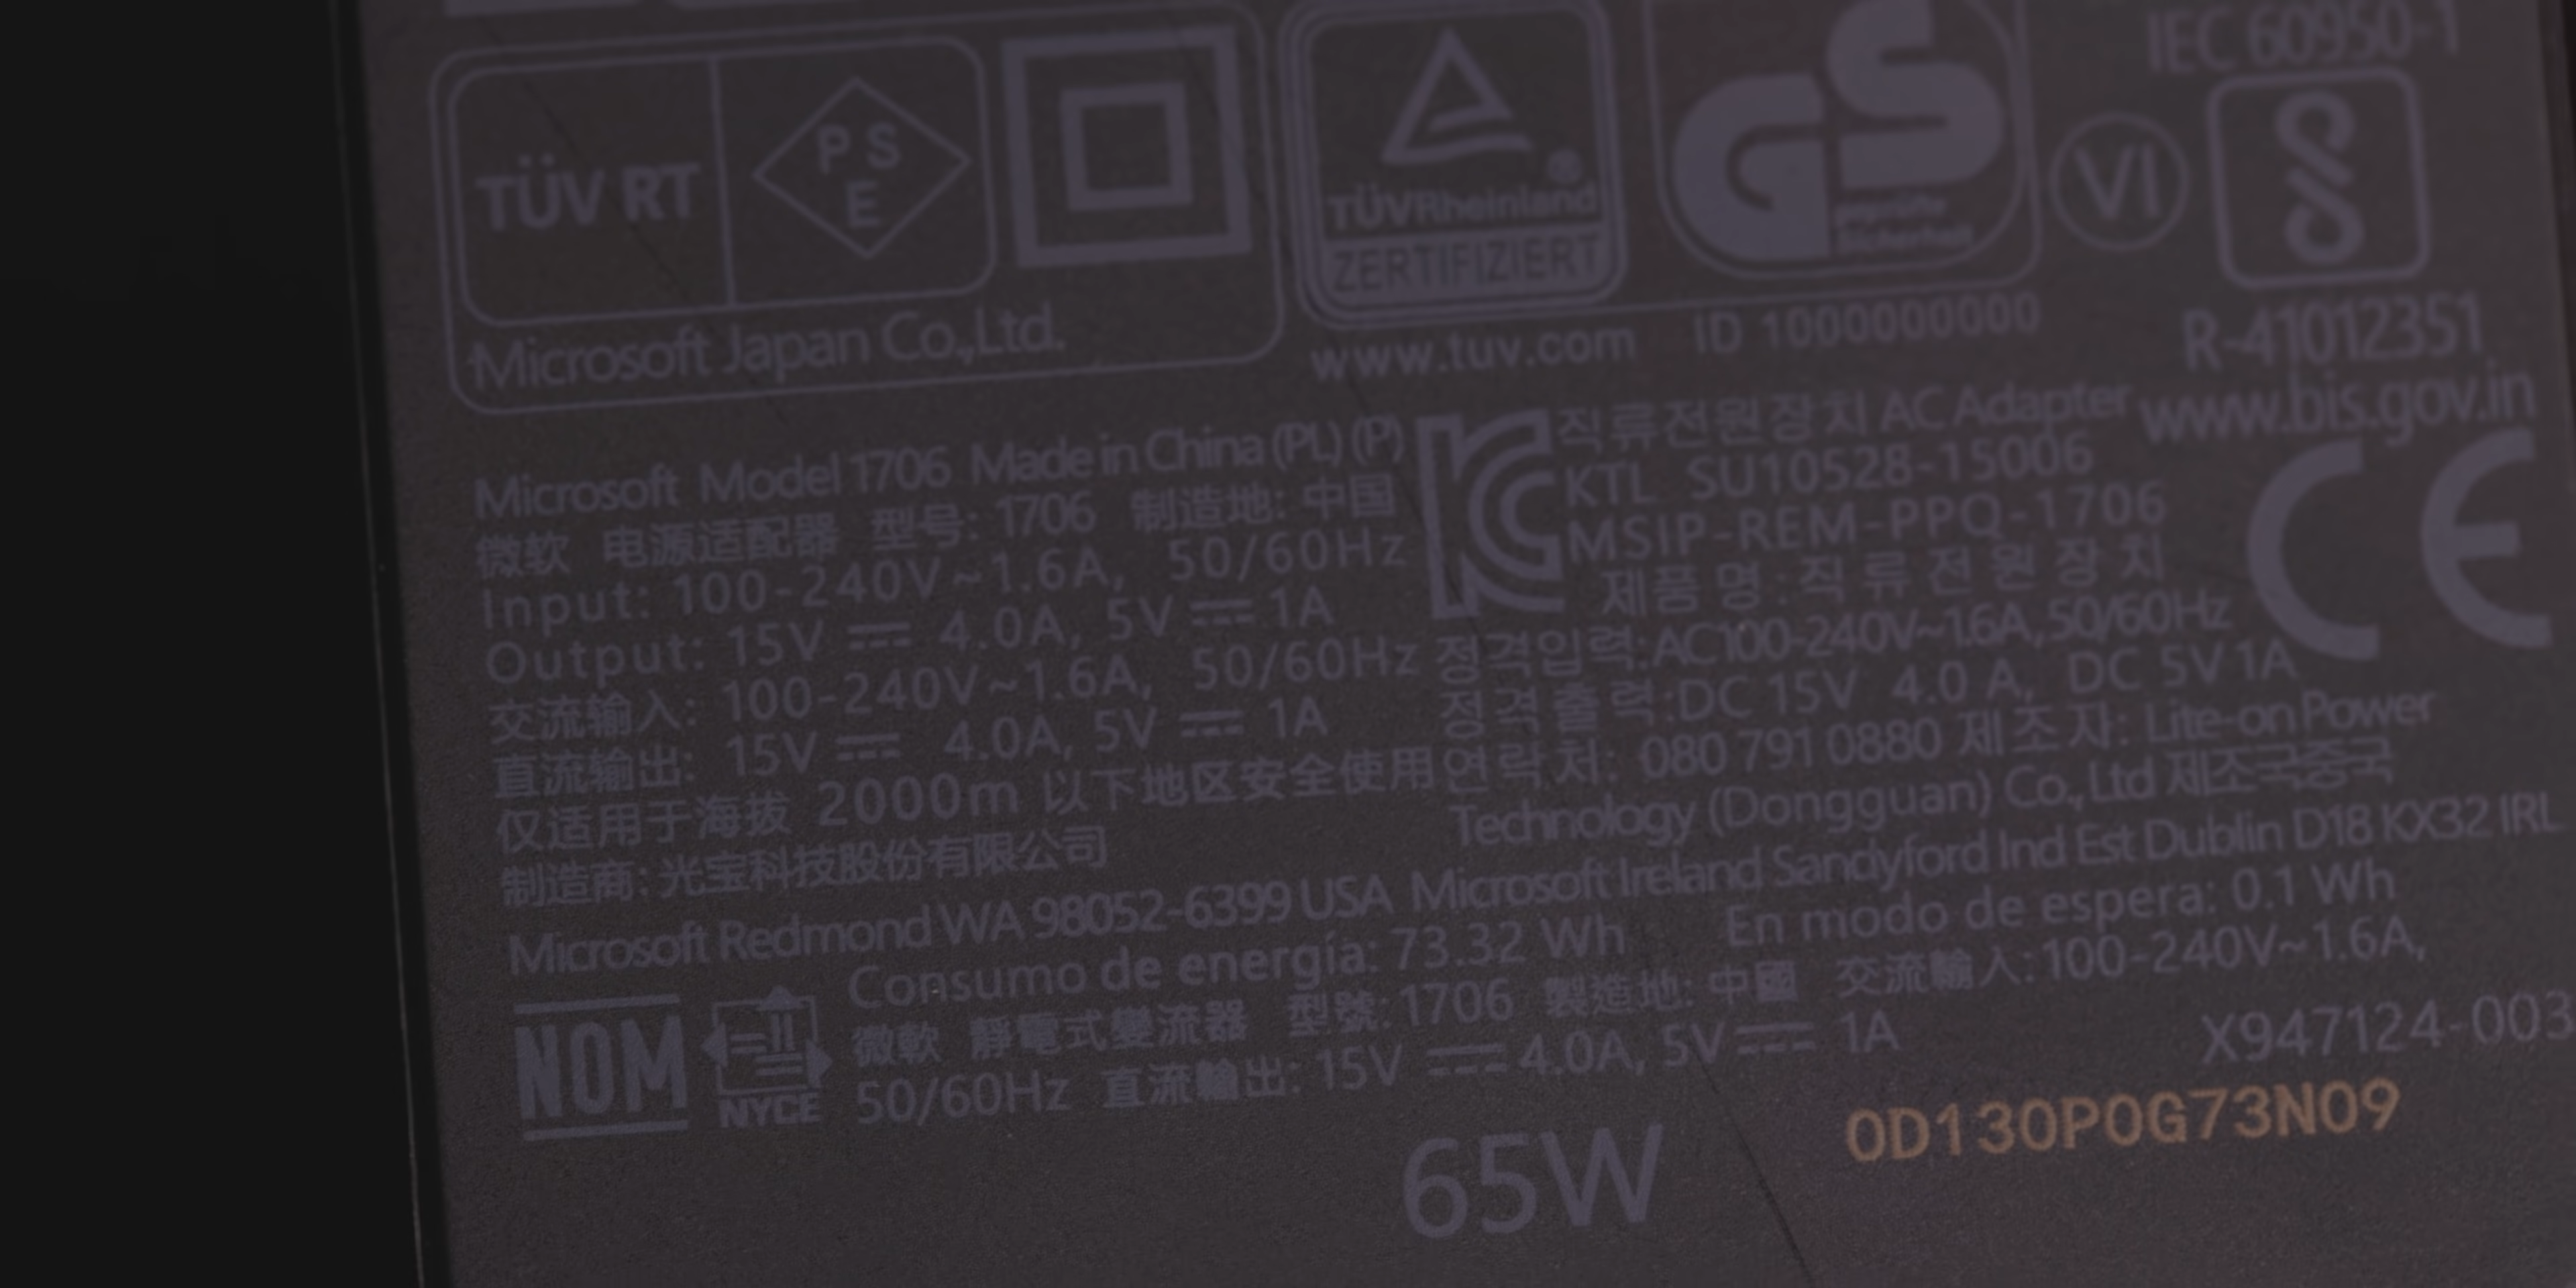 IEC 60950-1
TÜV RT
P S
E
TÜVRheinland
ZERTIFIZIERT
GS
geprüfte
Sicherheit
VI
Microsoft Japan Co.,Ltd.
www.tuv.com ID 1000000000
R-41012351
www.bis.gov.in
Microsoft Model 1706 Made in China (PL) (P)
微软 电源适配器 型号: 1706 制造地: 中国
Input: 100-240V~1.6A, 50/60Hz
Output: 15V ⎓ 4.0A, 5V ⎓ 1A
交流输入: 100-240V~1.6A, 50/60Hz
直流输出: 15V ⎓ 4.0A, 5V ⎓ 1A
仅适用于海拔 2000m 以下地区安全使用
制造商: 光宝科技股份有限公司
직류전원장치 AC Adapter
KTL SU10528-15006
MSIP-REM-PPQ-1706
제품명:직류전원장치
CE
정격입력:AC100-240V~1.6A, 50/60Hz
정격출력:DC 15V 4.0 A, DC 5V 1A
연락처: 080 791 0880 제조자: Lite-on Power
Technology (Dongguan) Co., Ltd 제조국중국
Microsoft Redmond WA 98052-6399 USA Microsoft Ireland Sandyford Ind Est Dublin D18 KX32 IRL
Consumo de energía: 73.32 Wh En modo de espera: 0.1 Wh
NOM
NYCE
微軟 靜電式變流器 型號: 1706 製造地: 中國 交流輸入: 100-240V~1.6A,
50/60Hz 直流輸出: 15V ⎓ 4.0A, 5V ⎓ 1A
X947124-003
0D130P0G73N09
65W